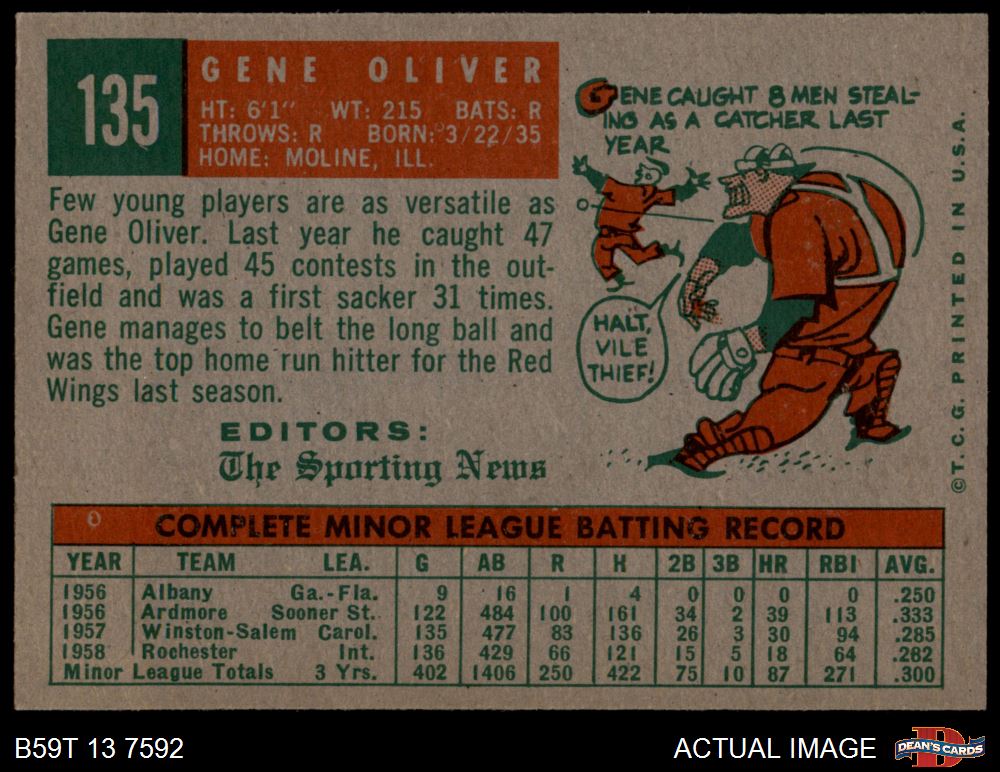 135
GENE OLIVER
HT: 6'1" WT: 215 BATS: R
THROWS: R BORN: 3/22/35
HOME: MOLINE, ILL.
GENE CAUGHT 8 MEN STEAL-
ING AS A CATCHER LAST
YEAR
HALT,
VILE
THIEF!
Few young players are as versatile as
Gene Oliver. Last year he caught 47
games, played 45 contests in the out-
field and was a first sacker 31 times.
Gene manages to belt the long ball and
was the top home run hitter for the Red
Wings last season.
EDITORS:
The Sporting News
©T.C.G. PRINTED IN U.S.A.
COMPLETE MINOR LEAGUE BATTING RECORD
YEAR TEAM LEA. G AB R H 2B 3B HR RBI AVG.
1956 Albany Ga.-Fla. 9 16 1 4 0 0 0 0 .250
1956 Ardmore Sooner St. 122 484 100 161 34 2 39 113 .333
1957 Winston-Salem Carol. 135 477 83 136 26 3 30 94 .285
1958 Rochester Int. 136 429 66 121 15 5 18 64 .282
Minor League Totals 3 Yrs. 402 1406 250 422 75 10 87 271 .300
B59T 13 7592
ACTUAL IMAGE
DEAN'S CARDS